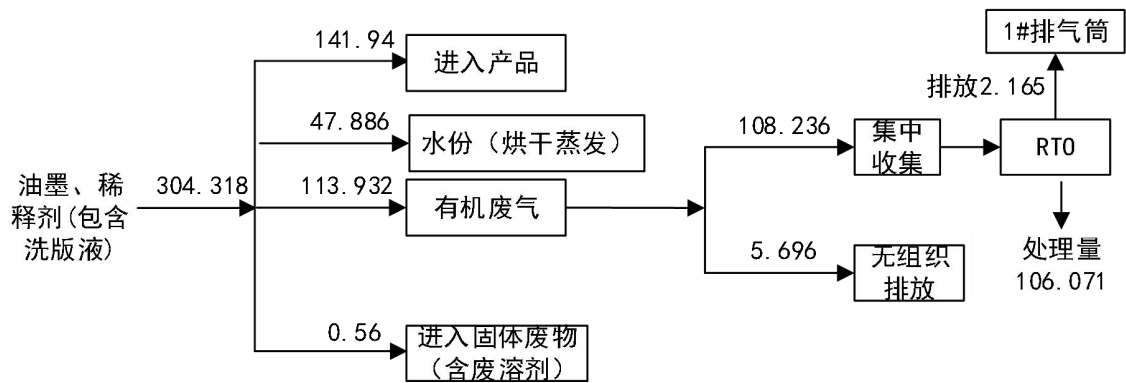 1#排气筒
141.94
进入产品
排放2.165
47.886
水份（烘干蒸发）
108.236
集中
收集
RTO
油墨、稀
释剂(包含
洗版液)
304.318
113.932
有机废气
处理量
106.071
5.696
无组织
排放
0.56
进入固体废物
（含废溶剂）